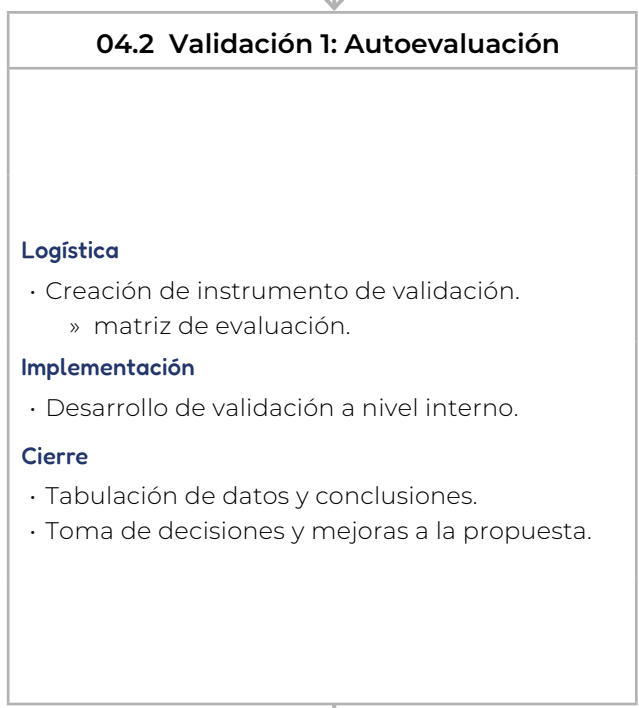 04.2 Validación 1: Autoevaluación
Logística
· Creación de instrumento de validación.
» matriz de evaluación.
Implementación
· Desarrollo de validación a nivel interno.
Cierre
· Tabulación de datos y conclusiones.
· Toma de decisiones y mejoras a la propuesta.